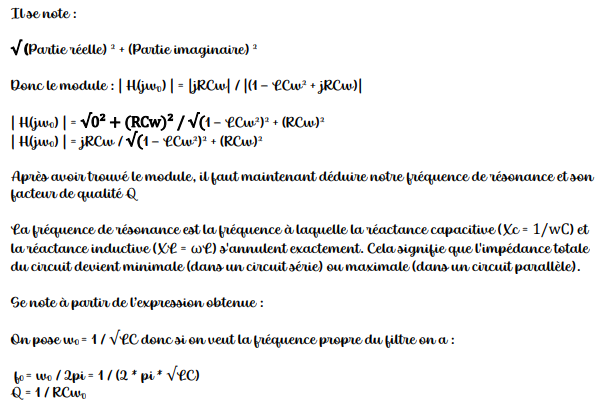 Il se note :
√(Partie réelle) ² + (Partie imaginaire) ²
Donc le module : | H(jw₀) | = |jRCw| / |(1 – LCw² + jRCw)|
| H(jw₀) | = √0² + (RCw)² / √(1 – LCw²)² + (RCw)²
| H(jw₀) | = jRCw / √(1 – LCw²)² + (RCw)²
Après avoir trouvé le module, il faut maintenant déduire notre fréquence de résonance et son
facteur de qualité Q
La fréquence de résonance est la fréquence à laquelle la réactance capacitive (Xc = 1/wC) et
la réactance inductive (XL = ωL) s'annulent exactement. Cela signifie que l'impédance totale
du circuit devient minimale (dans un circuit série) ou maximale (dans un circuit parallèle).
Se note à partir de l'expression obtenue :
On pose w₀ = 1 / √LC donc si on veut la fréquence propre du filtre on a :
f₀ = w₀ / 2pi = 1 / (2 * pi * √LC)
Q = 1 / RCw₀